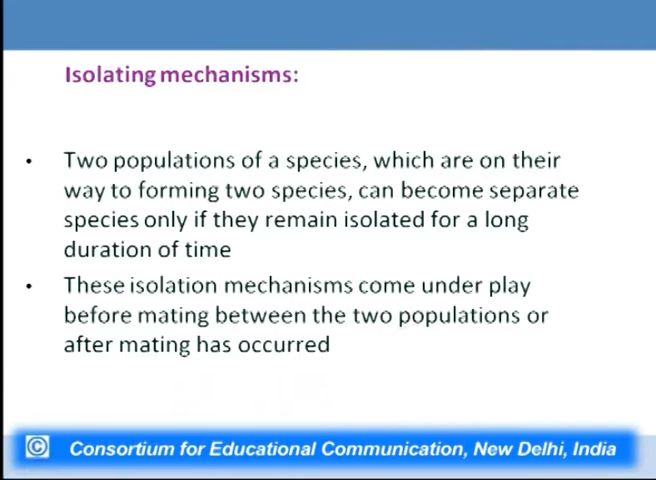 Isolating mechanisms:
• Two populations of a species, which are on their
way to forming two species, can become separate
species only if they remain isolated for a long
duration of time
• These isolation mechanisms come under play
before mating between the two populations or
after mating has occurred
© Consortium for Educational Communication, New Delhi, India